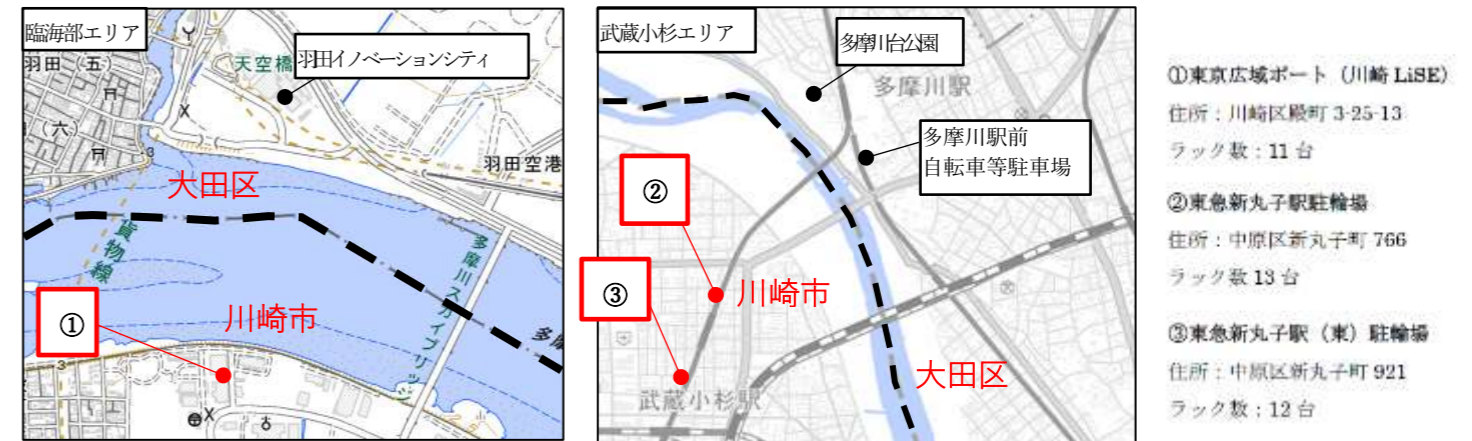 臨海部エリア
羽田イノベーションシティ
天空橋
羽田(五)
(六)
羽田空港
大田区
貨物線
3
多摩川スカイブリッジ
川崎市
①
多
3
武蔵小杉エリア
多摩川台公園
多摩川駅
多摩川駅前
自転車等駐車場
②
③
川崎市
大田区
武蔵小杉駅
①東京広域ポート(川崎 LiSE)
住所:川崎区殿町 3-25-13
ラック数:11 台
②東急新丸子駅駐輪場
住所:中原区新丸子町 766
ラック数 13 台
③東急新丸子駅(東)駐輪場
住所:中原区新丸子町 921
ラック数:12 台